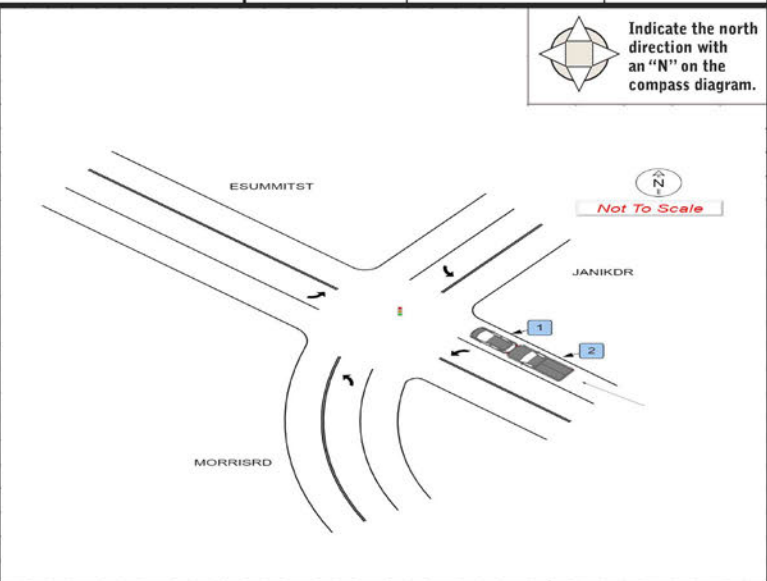 Indicate the north
direction with
an “N” on the
compass diagram.
ESUMMITST
N
E
Not To Scale
JANIKDR
1
2
MORRISRD